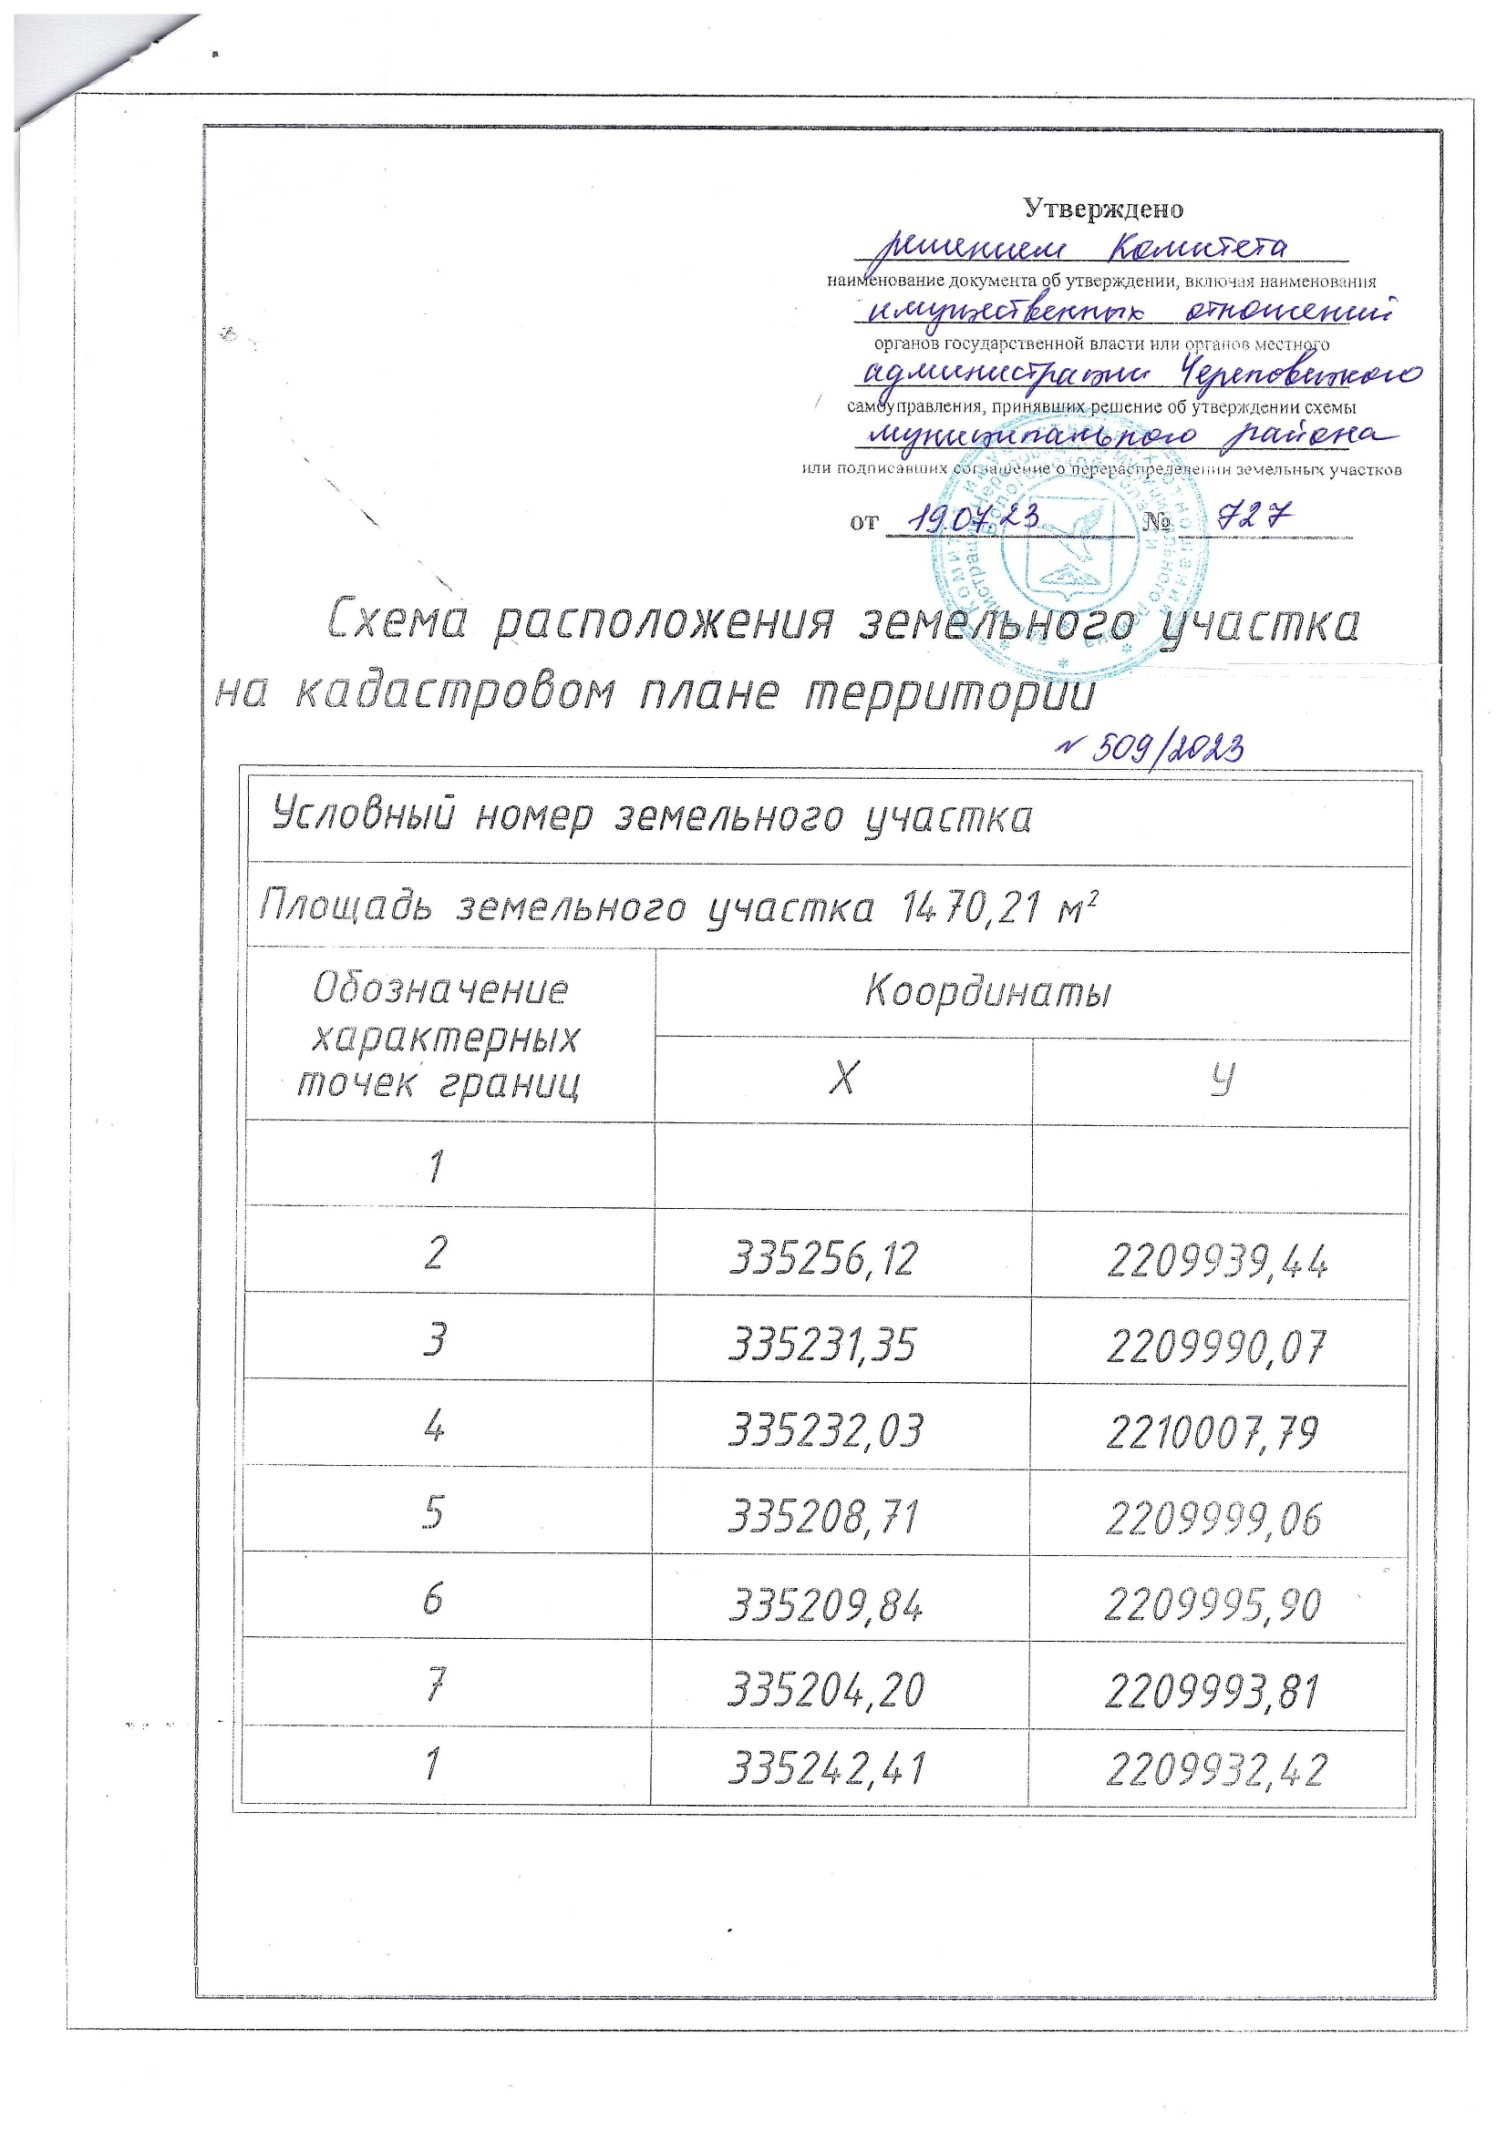 Утверждено
решением Комитета
наименование документа об утверждении, включая наименования
имущественных отношений
органов государственной власти или органов местного
администрации Череповецкого
самоуправления, принявших решение об утверждении схемы
муниципального района
или подписавших соглашение о перераспределении земельных участков
от 19.07.23 № 727
Схема расположения земельного участка
на кадастровом плане территории
№ 509/2023
Условный номер земельного участка
Площадь земельного участка 1470,21 м²
Обозначение характерных точек границ Координаты
X У
1
2 335256,12 2209939,44
3 335231,35 2209990,07
4 335232,03 2210007,79
5 335208,71 2209999,06
6 335209,84 2209995,90
7 335204,20 2209993,81
1 335242,41 2209932,42